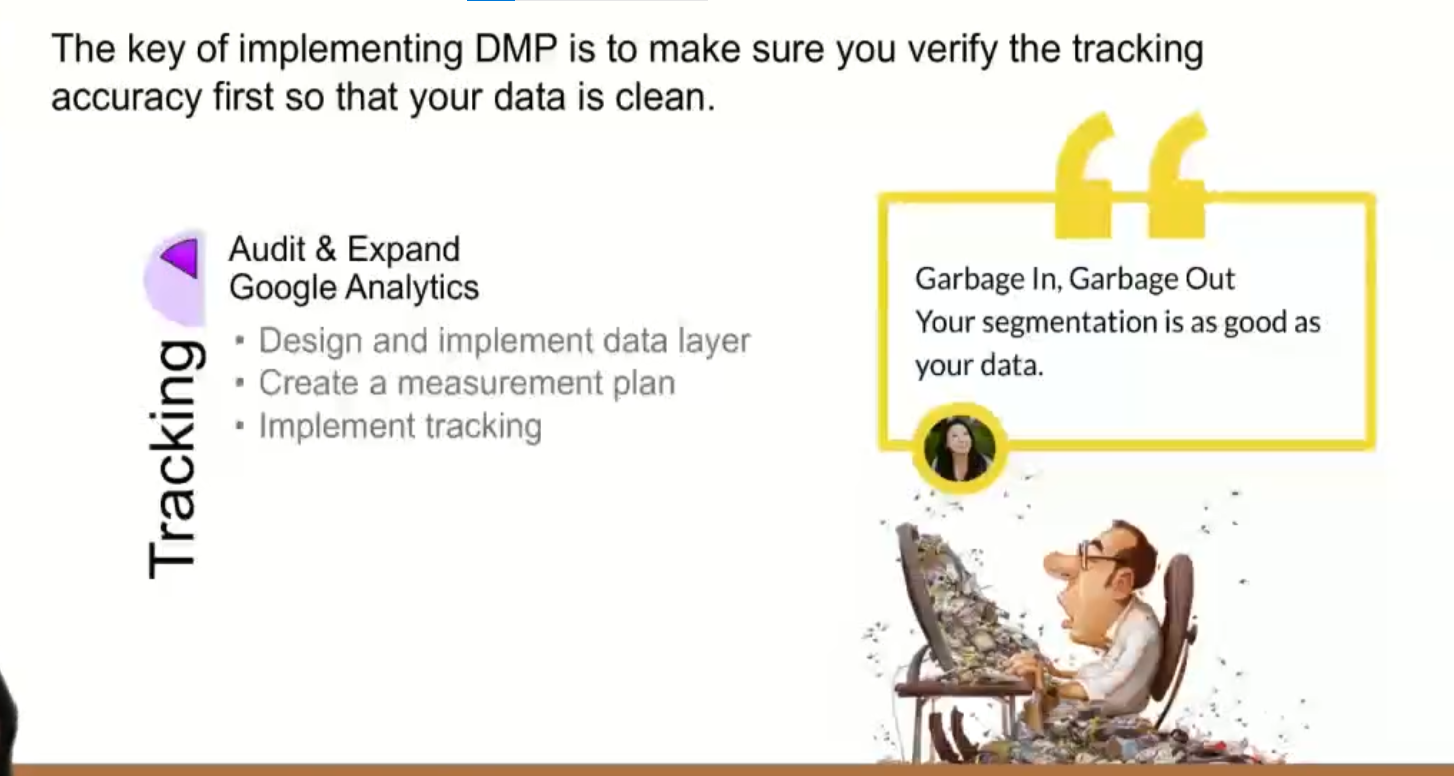 The key of implementing DMP is to make sure you verify the tracking
accuracy first so that your data is clean.
Tracking
Audit & Expand
Google Analytics
▪ Design and implement data layer
▪ Create a measurement plan
▪ Implement tracking
Garbage In, Garbage Out
Your segmentation is as good as
your data.